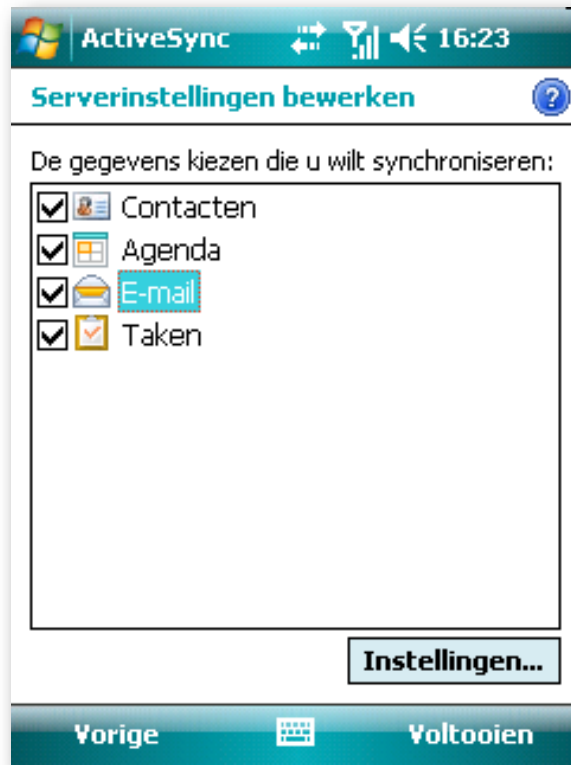 ActiveSync 16:23
Serverinstellingen bewerken ?
De gegevens kiezen die u wilt synchroniseren:
Contacten
Agenda
E-mail
Taken
Instellingen...
Vorige Voltooien